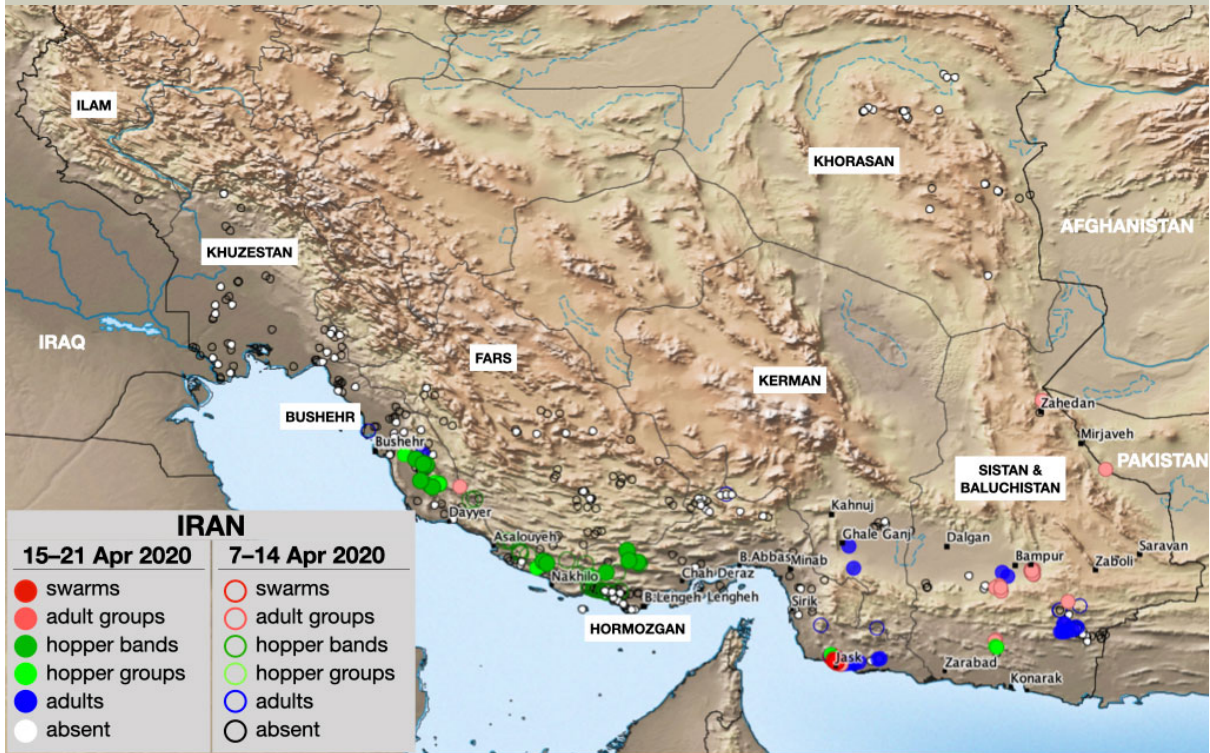 ILAM
KHORASAN
AFGHANISTAN
KHUZESTAN
IRAQ
FARS
KERMAN
BUSHEHR
Bushehr
Zahedan
Mirjaveh
PAKISTAN
SISTAN &
BALUCHISTAN
Dayyer
Kahnuj
Asalouyeh
Ghale Ganj
Dalgan
Saravan
Nakhilo
Chah Deraz
B.Abbas
Minab
Bampur
Zaboli
B.Lengeh
Lengheh
Sirik
HORMOZGAN
Jask
Zarabad
Konarak
IRAN
15–21 Apr 2020
7–14 Apr 2020
swarms
swarms
adult groups
adult groups
hopper bands
hopper bands
hopper groups
hopper groups
adults
adults
absent
absent